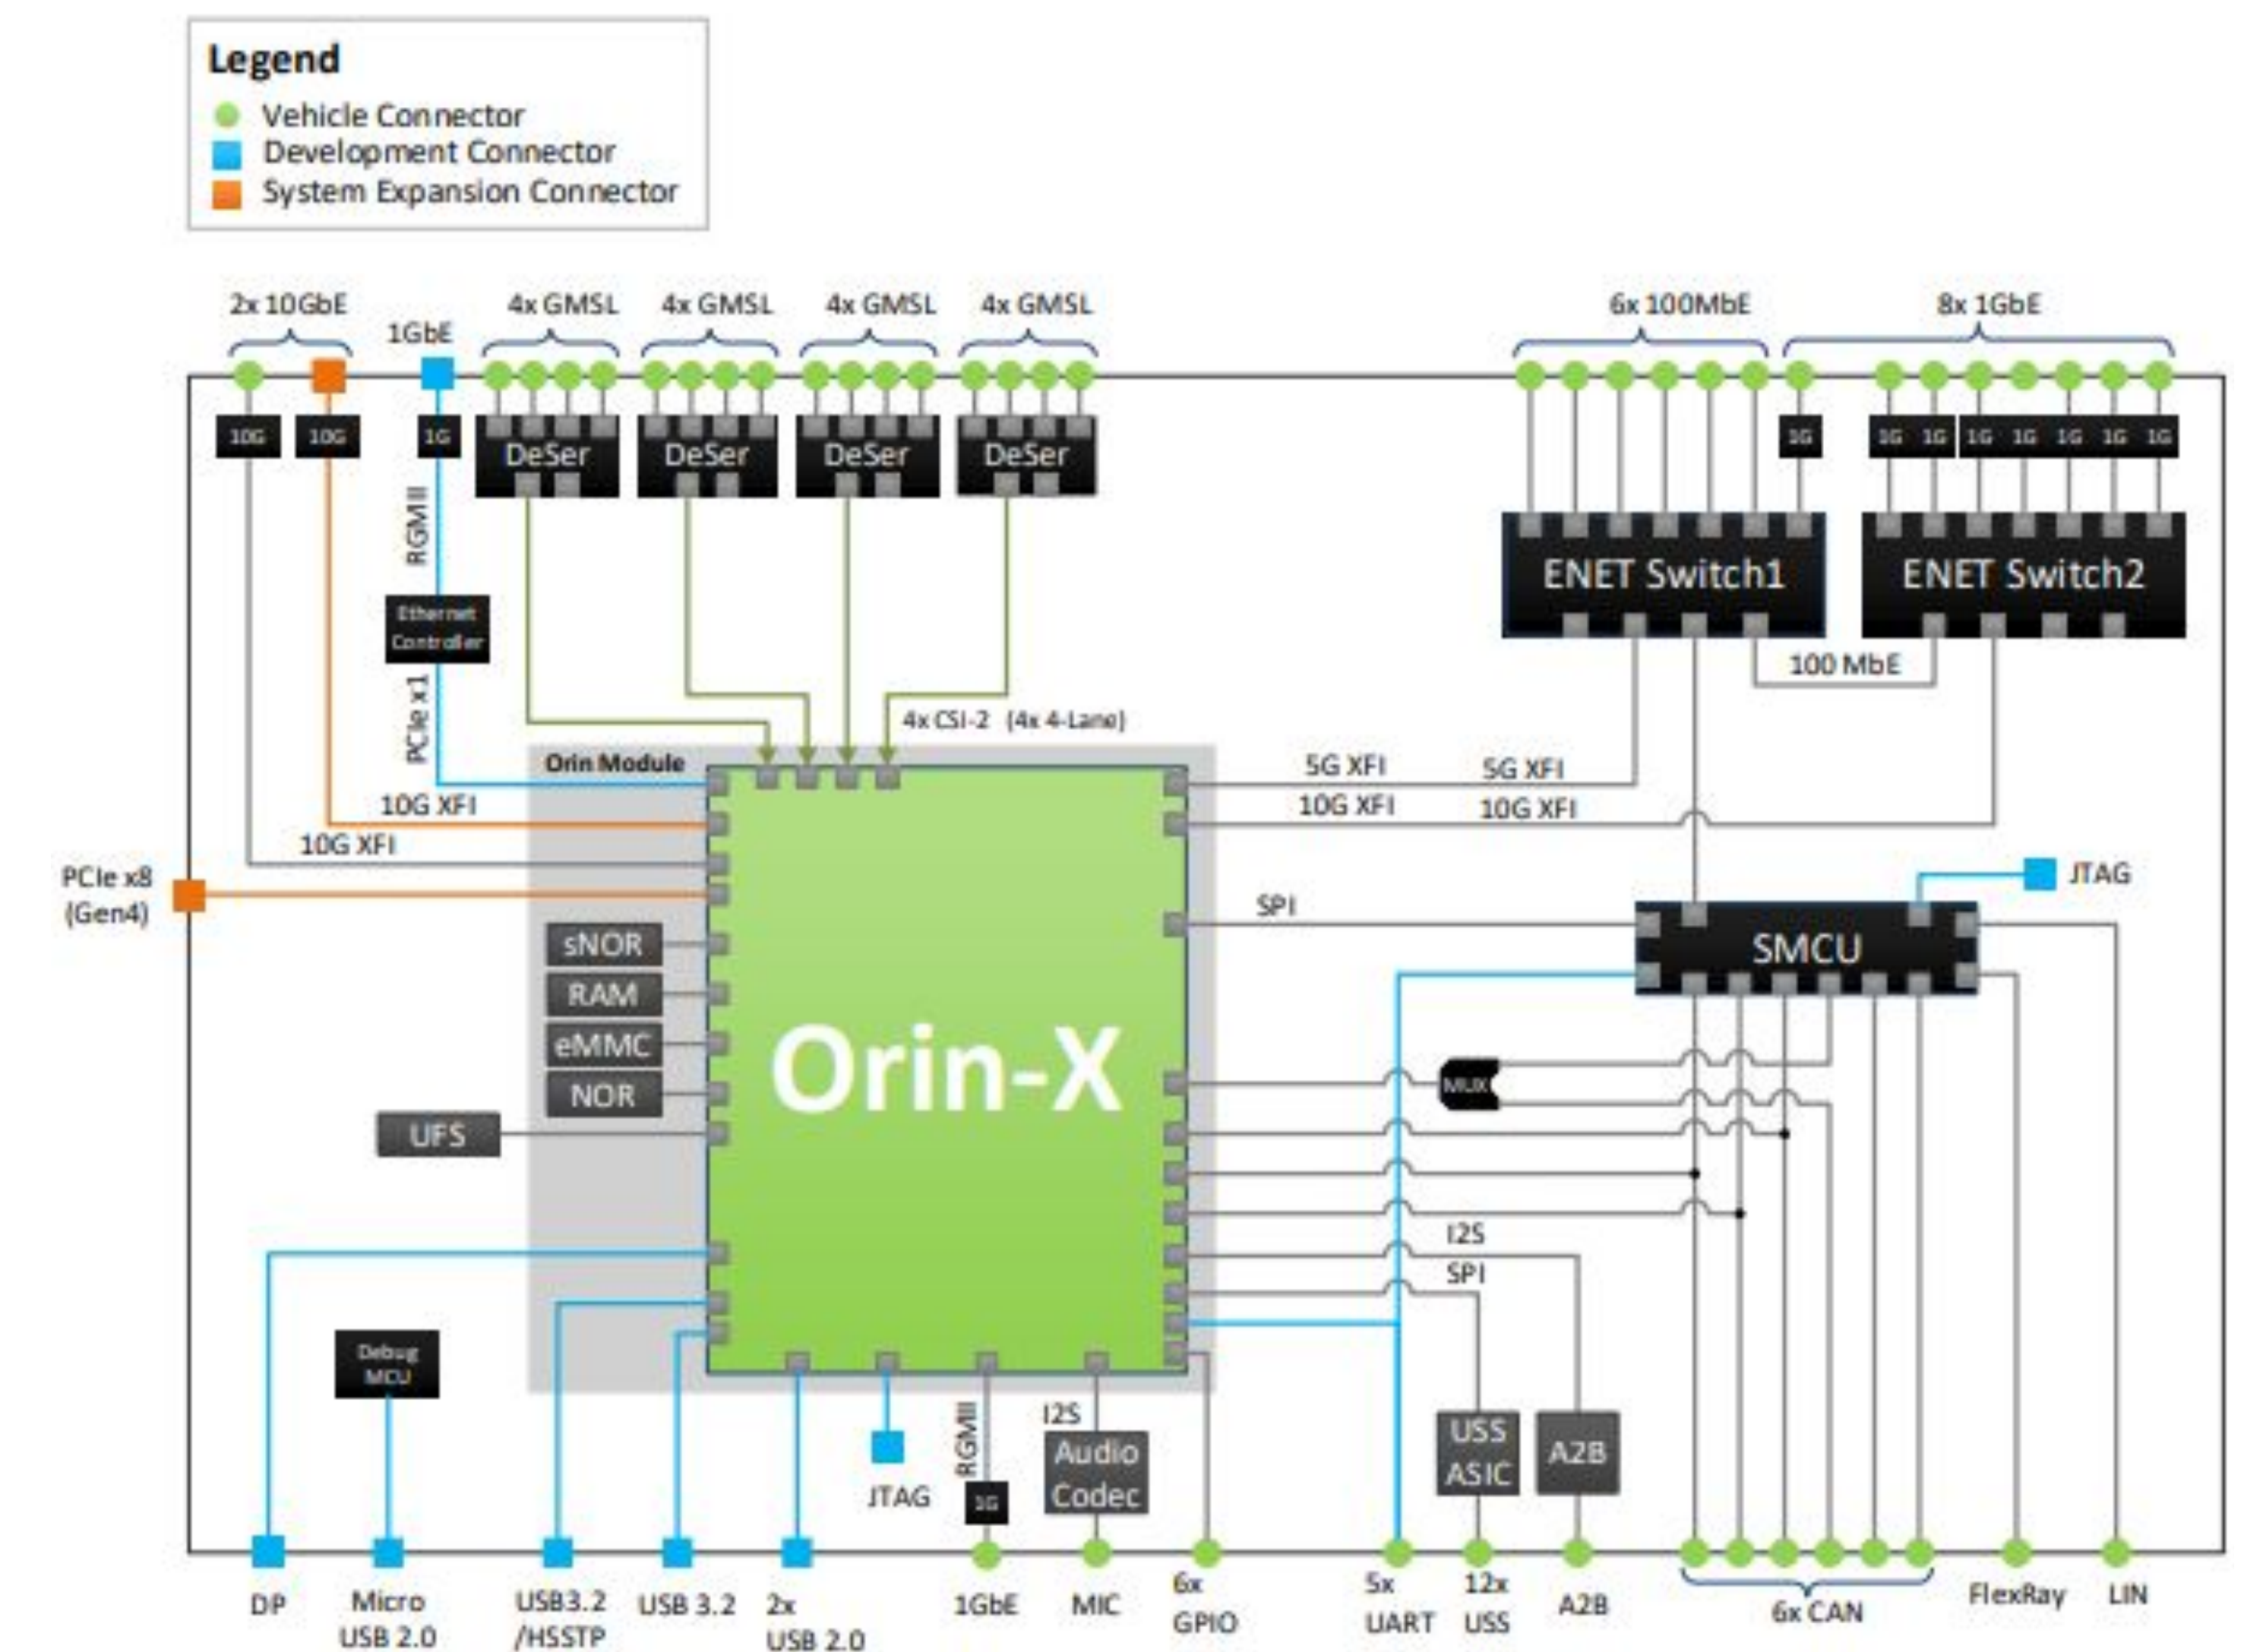 Legend
Vehicle Connector
Development Connector
System Expansion Connector
2x 10GbE
1GbE
4x GMSL
4x GMSL
4x GMSL
4x GMSL
6x 100MbE
8x 1GbE
10G
10G
1G
DeSer
DeSer
DeSer
DeSer
1G
1G
1G
1G
1G
1G
1G
1G
RGMII
ENET Switch1
ENET Switch2
Ethernet
Controller
100 MbE
PCIe x1
4x CSI-2 (4x 4-Lane)
Orin Module
5G XFI
5G XFI
10G XFI
10G XFI
10G XFI
10G XFI
PCIe x8
(Gen4)
JTAG
SPI
sNOR
RAM
eMMC
NOR
UFS
SMCU
Orin-X
MUX
I2S
SPI
Debug
MCU
RGMII
I2S
Audio
Codec
USS
ASIC
A2B
JTAG
1G
DP
Micro
USB 2.0
USB3.2
/HSSTP
USB 3.2
2x
USB 2.0
1GbE
MIC
6x
GPIO
5x
UART
12x
USS
A2B
6x CAN
FlexRay
LIN